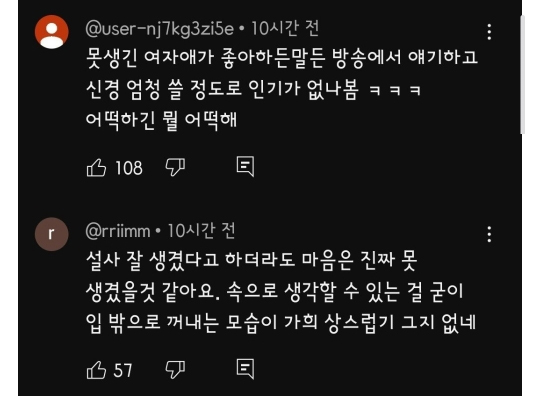 @user-nj7kg3zi5e • 10시간 전
못생긴 여자애가 좋아하든말든 방송에서 얘기하고
신경 엄청 쓸 정도로 인기가 없나봄 ㅋㅋㅋ
어떡하긴 뭘 어떡해
108
r
@rriimm • 10시간 전
설사 잘 생겼다고 하더라도 마음은 진짜 못
생겼을것 같아요. 속으로 생각할 수 있는 걸 굳이
입 밖으로 꺼내는 모습이 가희 상스럽기 그지 없네
57